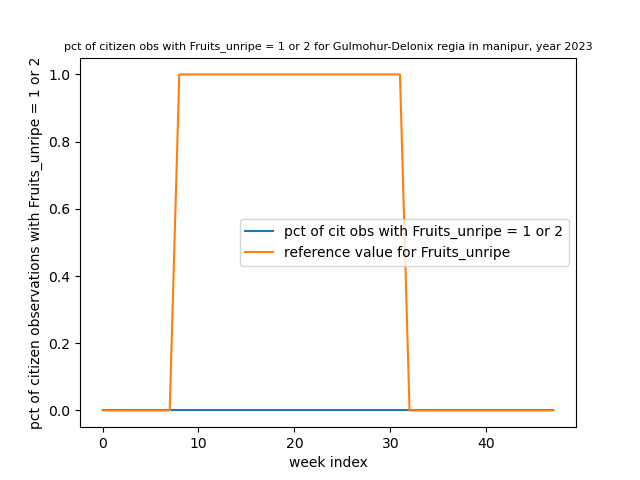 pct of citizen obs with Fruits_unripe = 1 or 2 for Gulmohur-Delonix regia in manipur, year 2023
pct of citizen observations with Fruits_unripe = 1 or 2
1.0
0.8
0.6
0.4
0.2
0.0
pct of cit obs with Fruits_unripe = 1 or 2
reference value for Fruits_unripe
0 10 20 30 40
week index